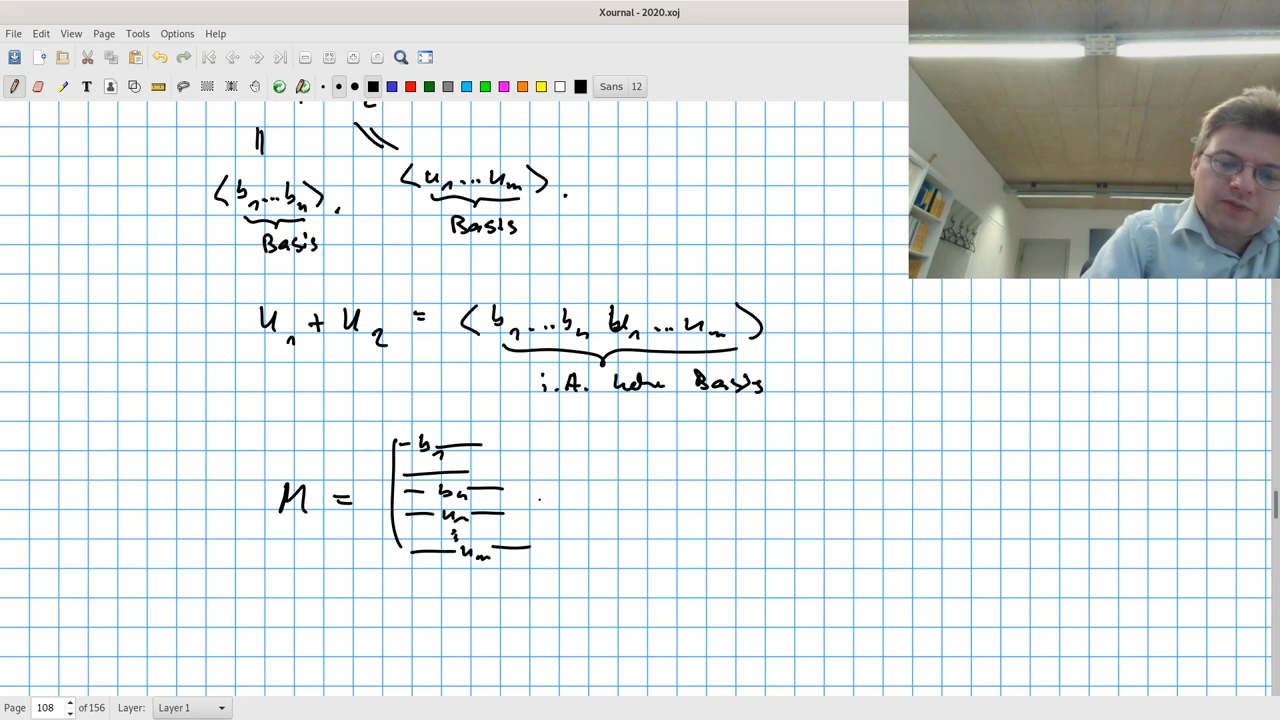 Xournal - 2020.xoj
File Edit View Page Tools Options Help
Sans 12
⟨b₁...bₙ⟩.
⟨u₁...uₘ⟩.
Basis
Basis
U₁ + U₂ = ⟨b₁...bₙ u₁...uₘ⟩
i.A. keine Basis
b₁
M =
bₙ
u₁
⋮
uₘ
Page 108 of 156 Layer: Layer 1